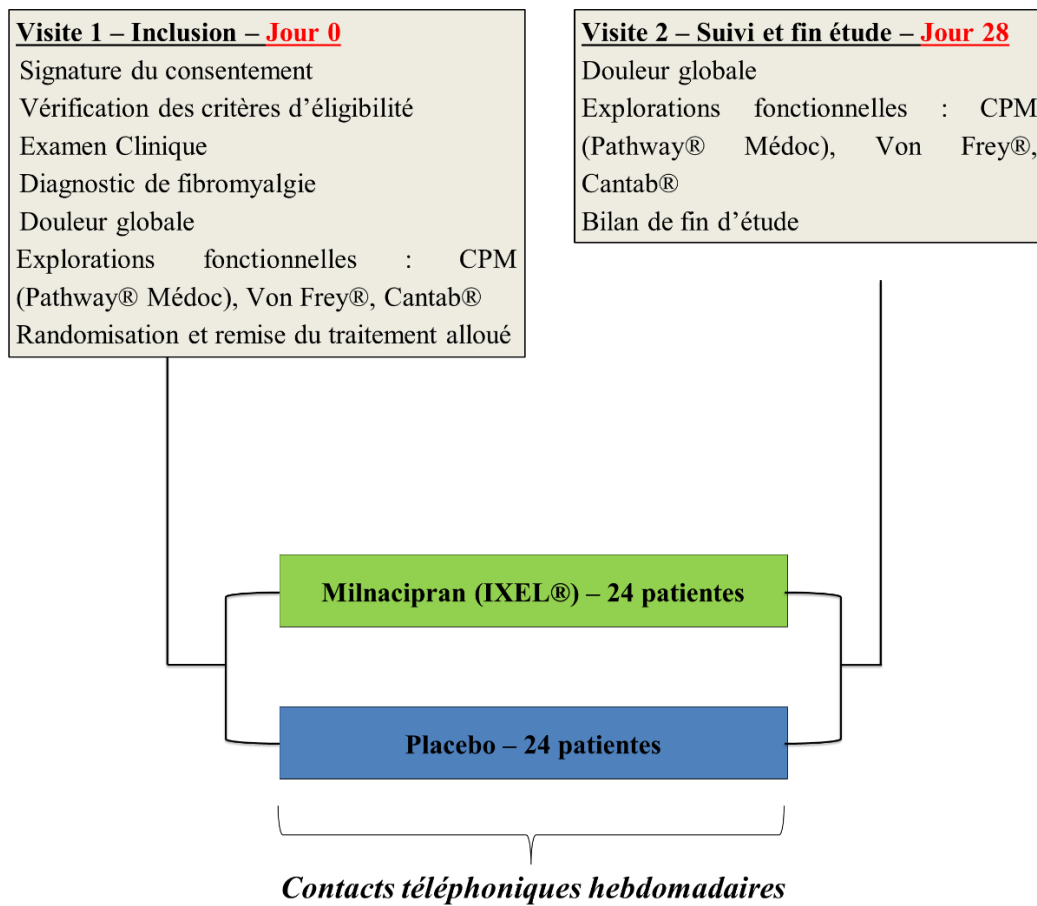 Visite 1 – Inclusion – Jour 0
Signature du consentement
Vérification des critères d'éligibilité
Examen Clinique
Diagnostic de fibromyalgie
Douleur globale
Explorations fonctionnelles : CPM
(Pathway® Médoc), Von Frey®, Cantab®
Randomisation et remise du traitement alloué
Visite 2 – Suivi et fin étude – Jour 28
Douleur globale
Explorations fonctionnelles : CPM
(Pathway® Médoc), Von Frey®,
Cantab®
Bilan de fin d'étude
Milnacipran (IXEL®) – 24 patientes
Placebo – 24 patientes
Contacts téléphoniques hebdomadaires